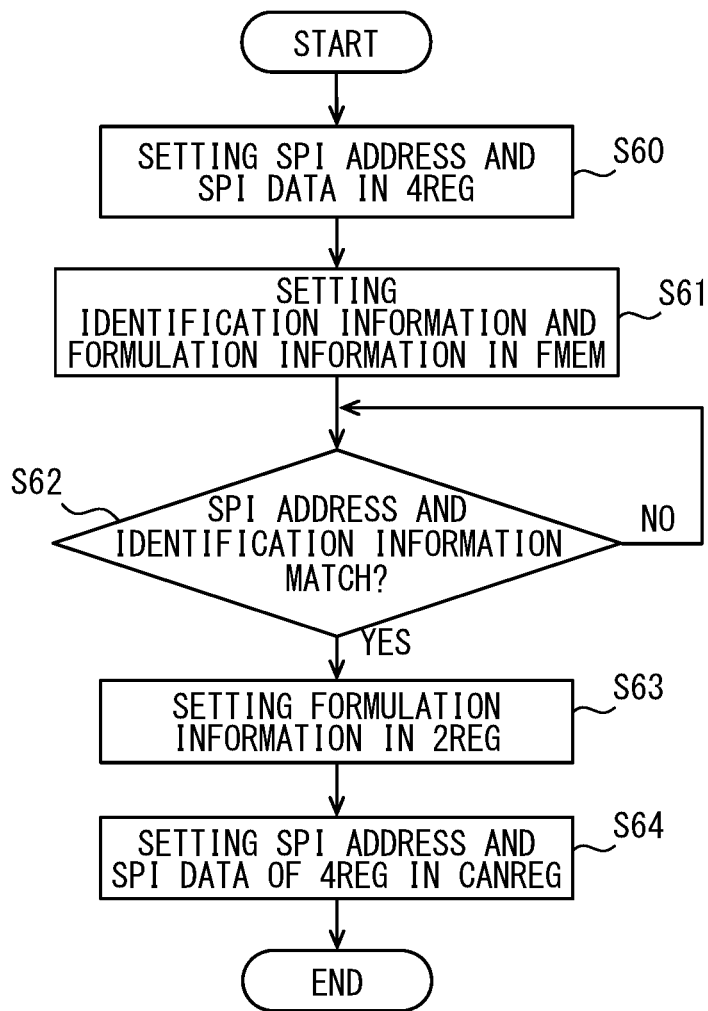 START
SETTING SPI ADDRESS AND
SPI DATA IN 4REG
S60
SETTING
IDENTIFICATION INFORMATION AND
FORMULATION INFORMATION IN FMEM
S61
S62
SPI ADDRESS AND
IDENTIFICATION INFORMATION
MATCH?
NO
YES
SETTING FORMULATION
INFORMATION IN 2REG
S63
SETTING SPI ADDRESS AND
SPI DATA OF 4REG IN CANREG
S64
END